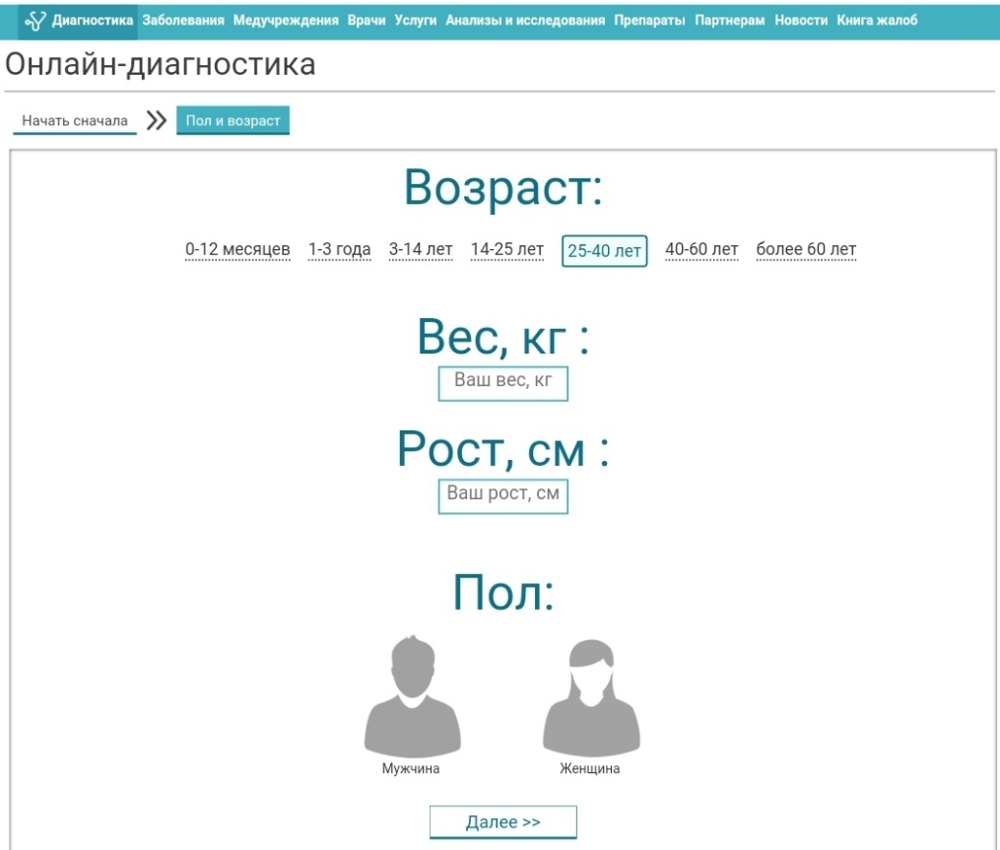 Диагностика Заболевания Медучреждения Врачи Услуги Анализы и исследования Препараты Партнерам Новости Книга жалоб
Онлайн-диагностика
Начать сначала Пол и возраст
Возраст:
0-12 месяцев 1-3 года 3-14 лет 14-25 лет 25-40 лет 40-60 лет более 60 лет
Вес, кг :
Ваш вес, кг
Рост, см :
Ваш рост, см
Пол:
Мужчина Женщина
Далее >>